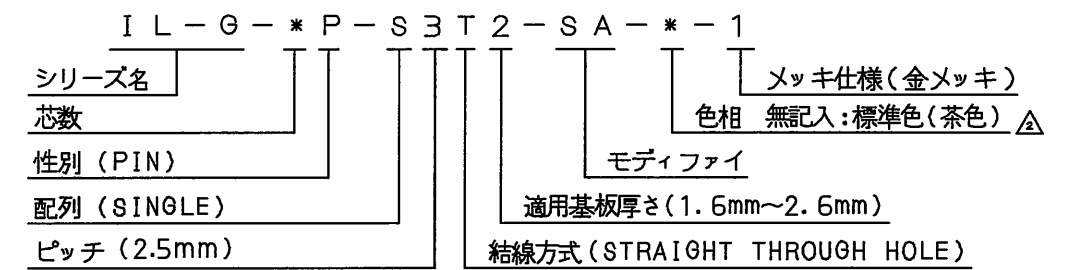 IL-G-*P-S3T2-SA-*-1
シリーズ名
メッキ仕様(金メッキ)
芯数
色相 無記入:標準色(茶色) 2
性別(PIN)
モディファイ
配列(SINGLE)
適用基板厚さ(1.6mm～2.6mm)
ピッチ(2.5mm)
結線方式(STRAIGHT THROUGH HOLE)